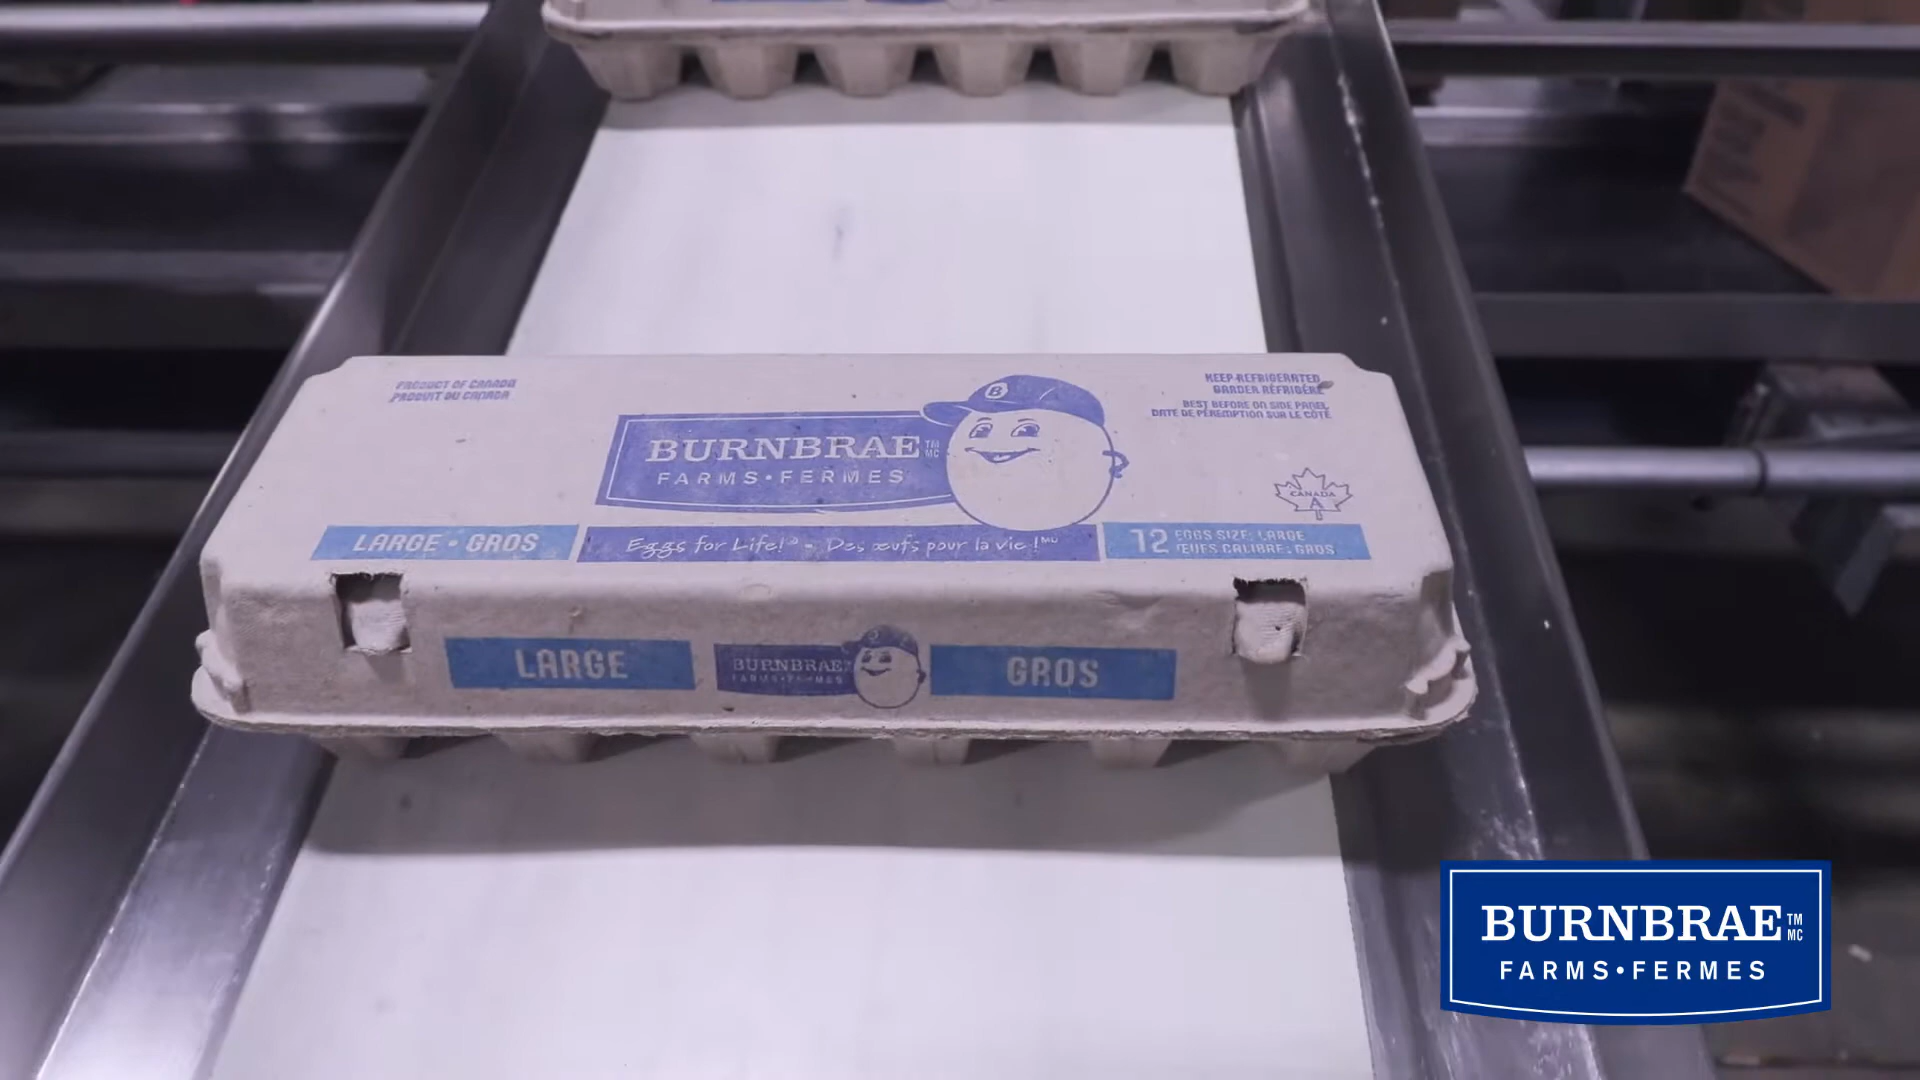 PRODUCT OF CANADA
PRODUIT DU CANADA
KEEP REFRIGERATED
GARDER RÉFRIGÉRÉ
BEST BEFORE ON SIDE PANEL
DATE DE PÉREMPTION SUR LE CÔTÉ
B
BURNBRAE TM MC
FARMS•FERMES
CANADA
A
LARGE • GROS
Eggs for Life! - Des œufs pour la vie! MD
12 EGGS SIZE: LARGE
ŒUFS CALIBRE: GROS
LARGE
BURNBRAE
FARMS•FERMES
GROS
BURNBRAE TM MC
FARMS•FERMES